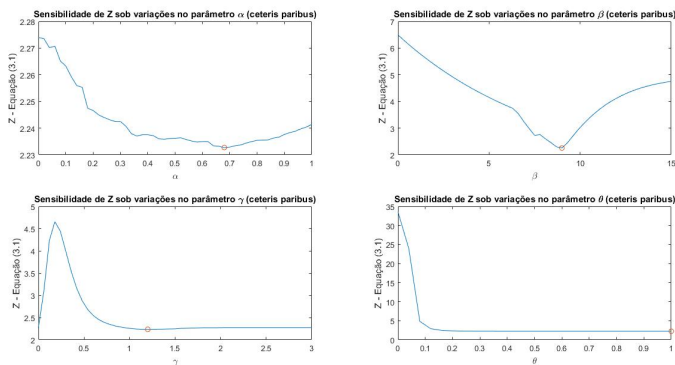 Sensibilidade de Z sob variações no parâmetro α (ceteris paribus)
2.28
2.27
2.26
2.25
2.24
2.23
Z - Equação (3.1)
0 0.1 0.2 0.3 0.4 0.5 0.6 0.7 0.8 0.9 1
α
Sensibilidade de Z sob variações no parâmetro β (ceteris paribus)
7
6
5
4
3
2
Z - Equação (3.1)
0 5 10 15
β
Sensibilidade de Z sob variações no parâmetro γ (ceteris paribus)
5
4.5
4
3.5
3
2.5
2
Z - Equação (3.1)
0 0.5 1 1.5 2 2.5 3
γ
Sensibilidade de Z sob variações no parâmetro θ (ceteris paribus)
35
30
25
20
15
10
5
0
Z - Equação (3.1)
0 0.1 0.2 0.3 0.4 0.5 0.6 0.7 0.8 0.9 1
θ